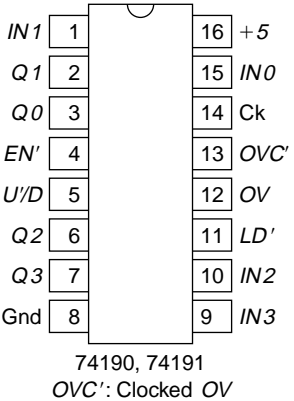 IN1 1 16 +5
Q1 2 15 IN0
Q0 3 14 Ck
EN' 4 13 OVC'
U'/D 5 12 OV
Q2 6 11 LD'
Q3 7 10 IN2
Gnd 8 9 IN3
74190, 74191
OVC': Clocked OV